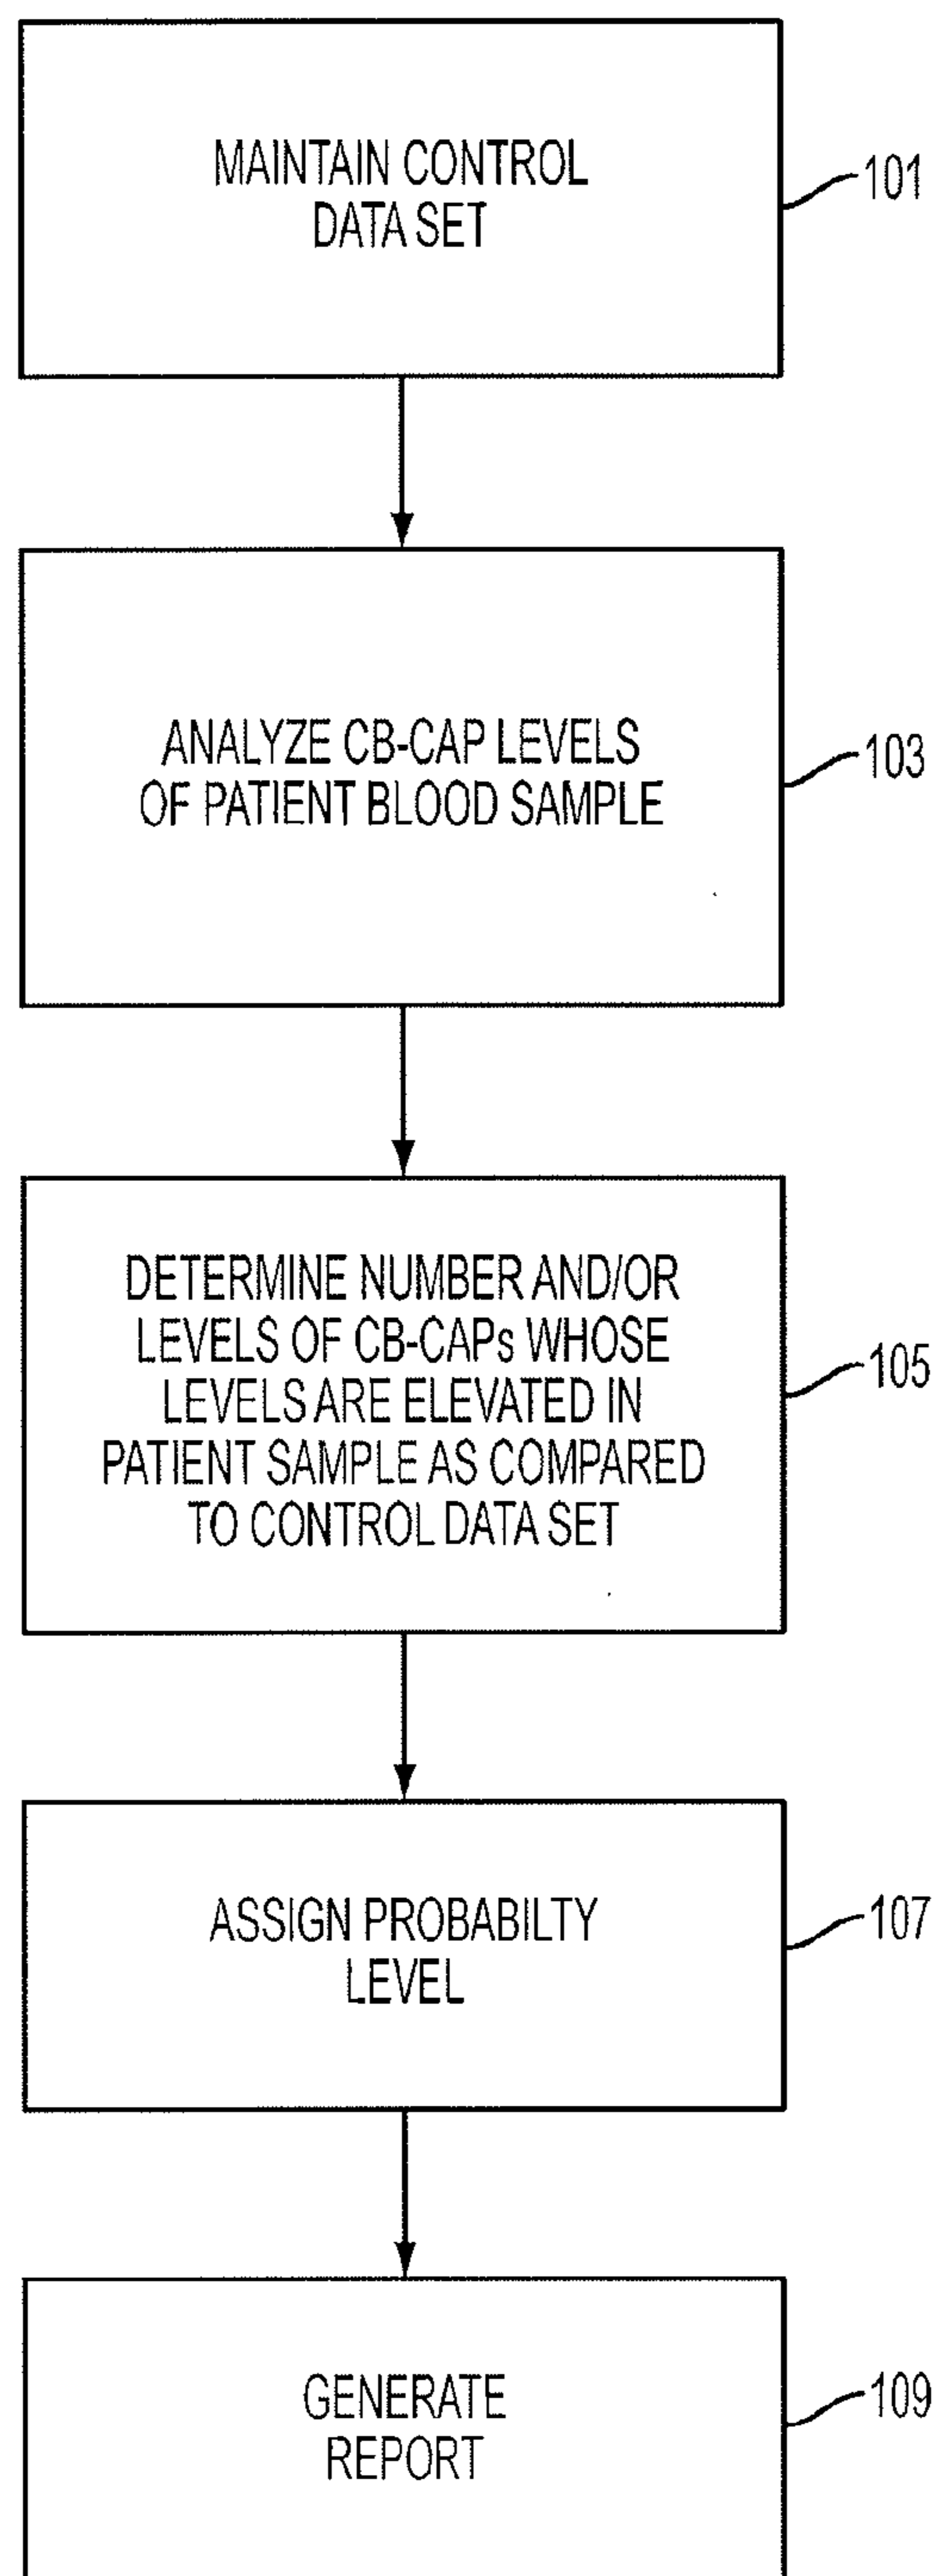 MAINTAIN CONTROL
DATA SET
101
ANALYZE CB-CAP LEVELS
OF PATIENT BLOOD SAMPLE
103
DETERMINE NUMBER AND/OR
LEVELS OF CB-CAPs WHOSE
LEVELS ARE ELEVATED IN
PATIENT SAMPLE AS COMPARED
TO CONTROL DATA SET
105
ASSIGN PROBABILTY
LEVEL
107
GENERATE
REPORT
109